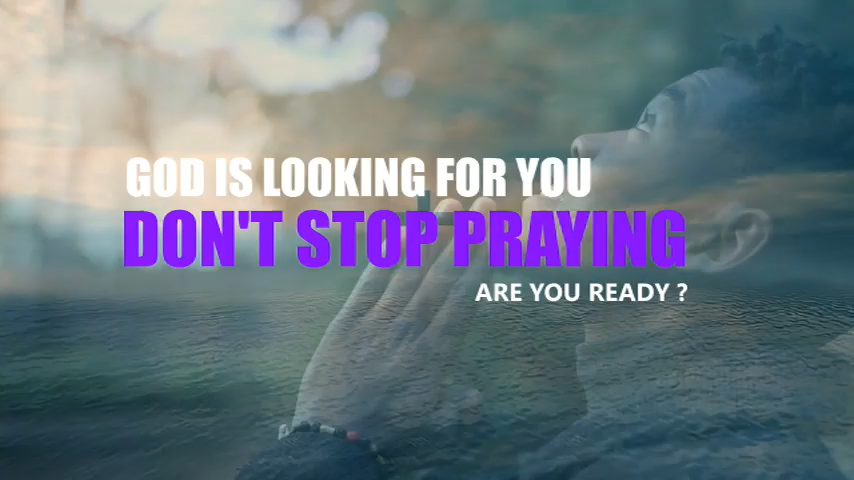 GOD IS LOOKING FOR YOU
DON'T STOP PRAYING
ARE YOU READY ?